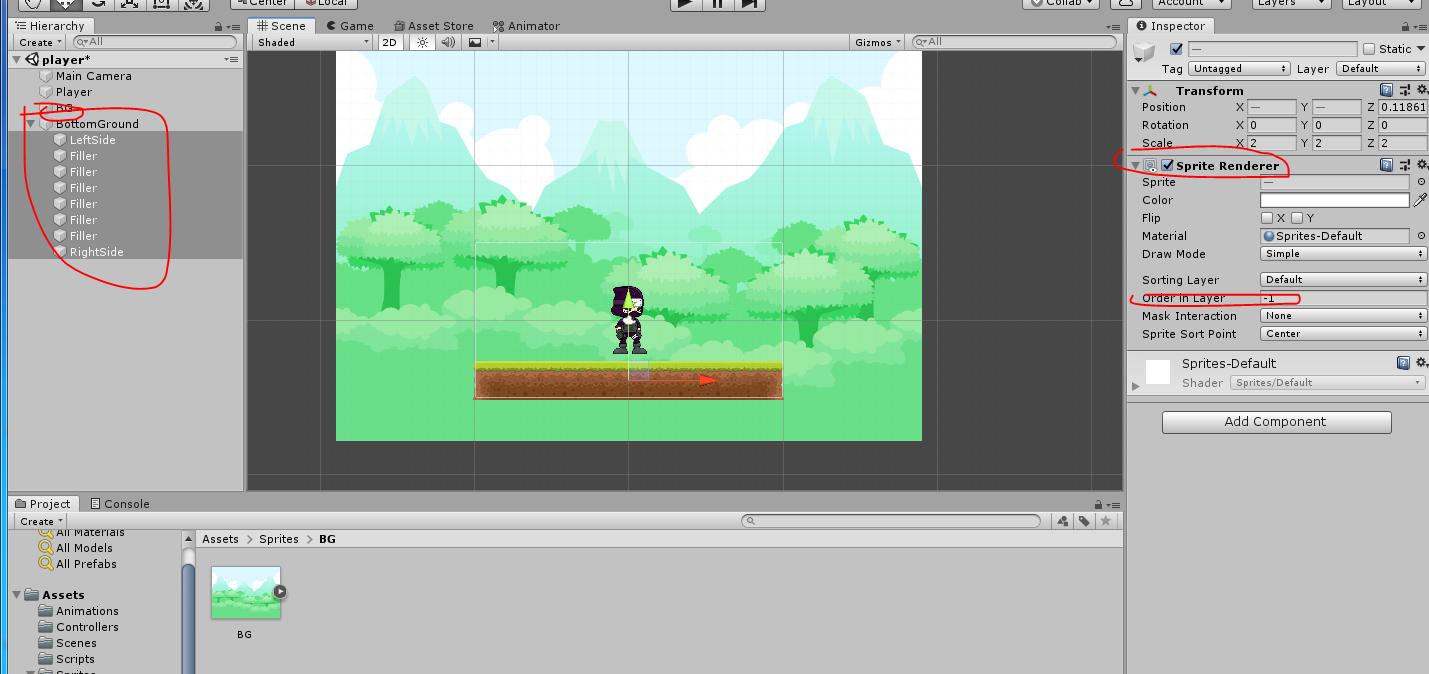 Center Local Collab Account Layers Layout
Hierarchy
Create All
player*
Main Camera
Player
BG
BottomGround
LeftSide
Filler
Filler
Filler
Filler
Filler
Filler
RightSide
Scene Game Asset Store Animator
Shaded 2D Gizmos All
Inspector
— Static
Tag Untagged Layer Default
Transform
Position X — Y — Z 0.11861
Rotation X 0 Y 0 Z 0
Scale X 2 Y 2 Z 2
Sprite Renderer
Sprite —
Color
Flip X Y
Material Sprites-Default
Draw Mode Simple
Sorting Layer Default
Order in Layer -1
Mask Interaction None
Sprite Sort Point Center
Sprites-Default
Shader Sprites/Default
Add Component
Project Console
Create
All Materials
All Models
All Prefabs
Assets
Animations
Controllers
Scenes
Scripts
Sprites
Assets > Sprites > BG
BG